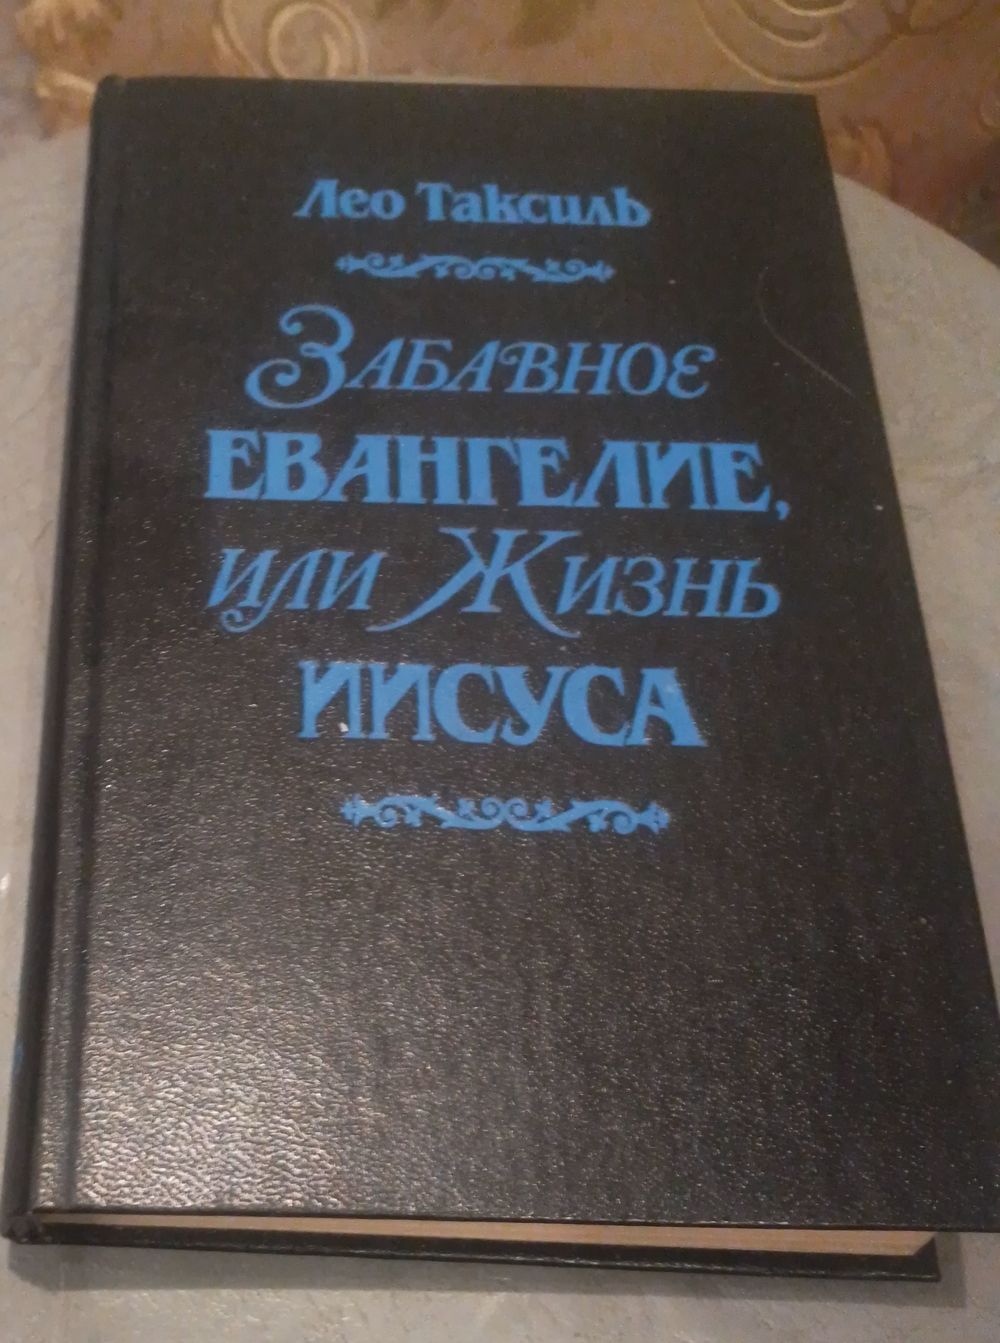 Лео Таксиль
Забавное
ЕВАНГЕЛИЕ,
или Жизнь
ИИСУСА